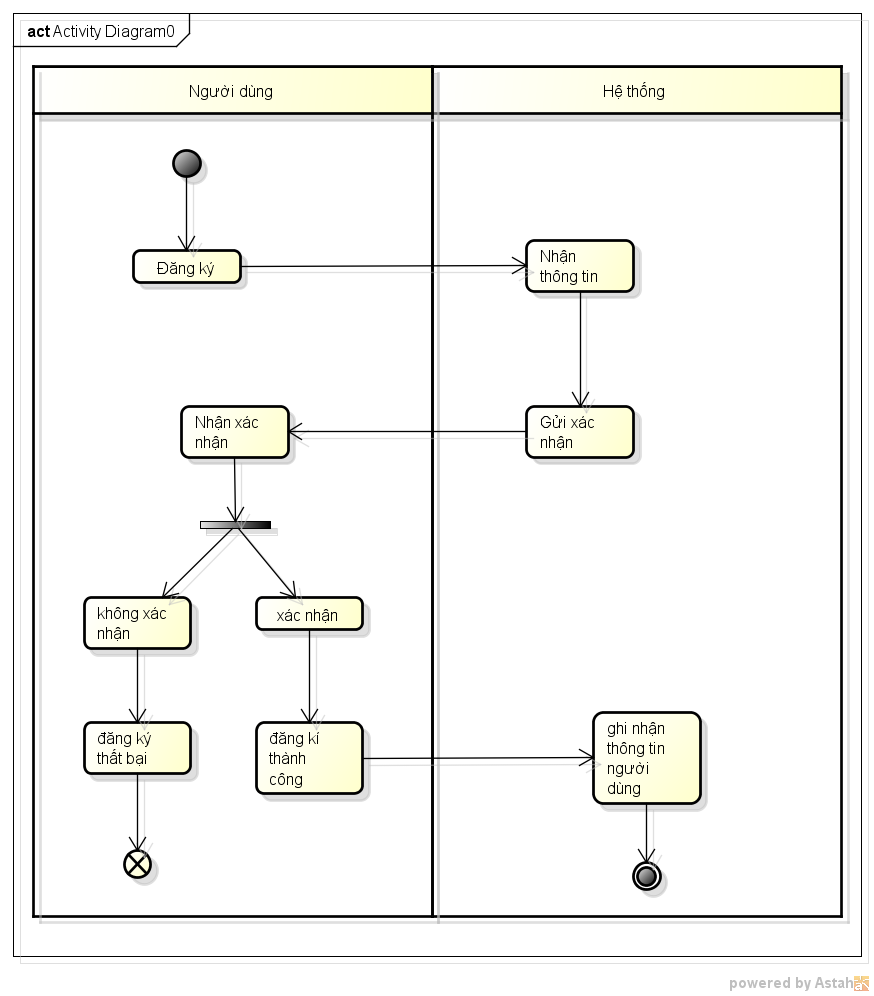 act Activity Diagram0
Người dùng
Hệ thống
Đăng ký
Nhận
thông tin
Nhận xác
nhận
Gửi xác
nhận
không xác
nhận
xác nhận
đăng ký
thất bại
đăng kí
thành
công
ghi nhận
thông tin
người
dùng
powered by Astah